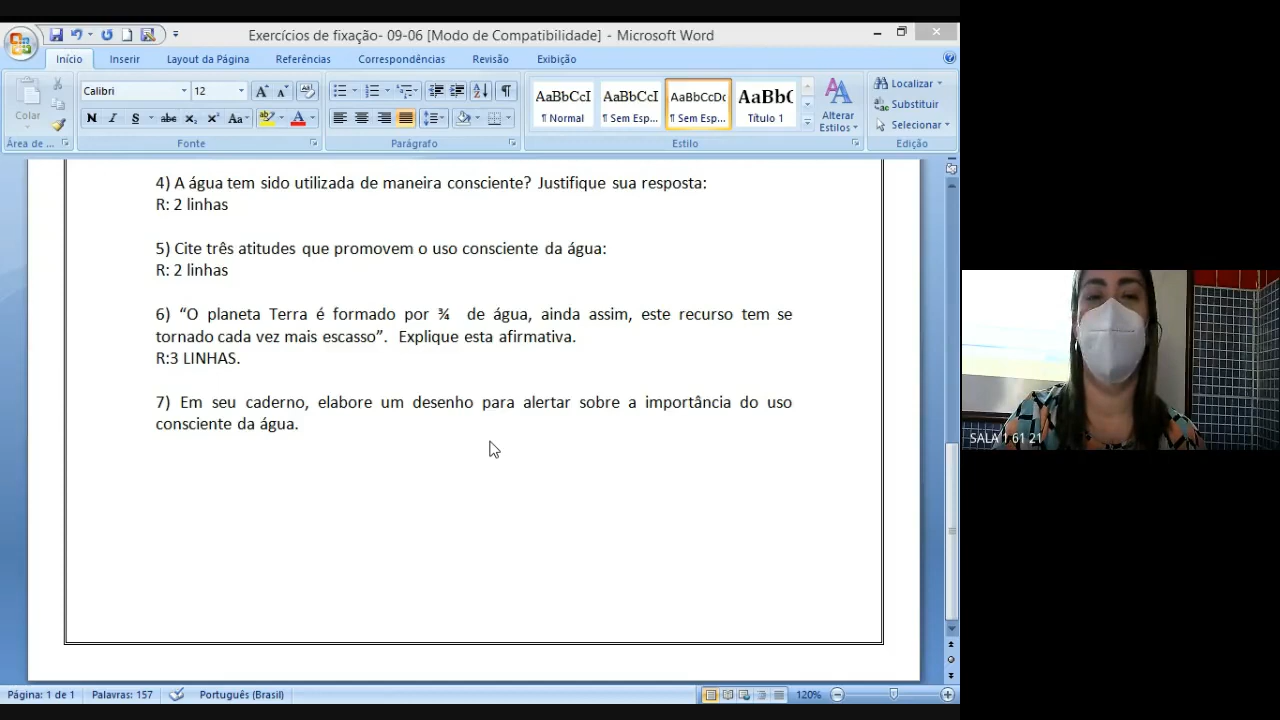 Exercícios de fixação- 09-06 [Modo de Compatibilidade] - Microsoft Word
Início Inserir Layout da Página Referências Correspondências Revisão Exibição
Colar
Calibri 12
N I S abc x₂ x² Aa
AaBbCcI AaBbCcI AaBbCcDc AaBb(
¶ Normal ¶ Sem Esp... ¶ Sem Esp... Título 1
Alterar
Estilos
Localizar
Substituir
Selecionar
Área de ... Fonte Parágrafo Estilo Edição
4) A água tem sido utilizada de maneira consciente? Justifique sua resposta:
R: 2 linhas
5) Cite três atitudes que promovem o uso consciente da água:
R: 2 linhas
6) “O planeta Terra é formado por ¾ de água, ainda assim, este recurso tem se
tornado cada vez mais escasso”. Explique esta afirmativa.
R:3 LINHAS.
7) Em seu caderno, elabore um desenho para alertar sobre a importância do uso
consciente da água.
SALA 1 61 21
Página: 1 de 1 Palavras: 157 Português (Brasil) 120%